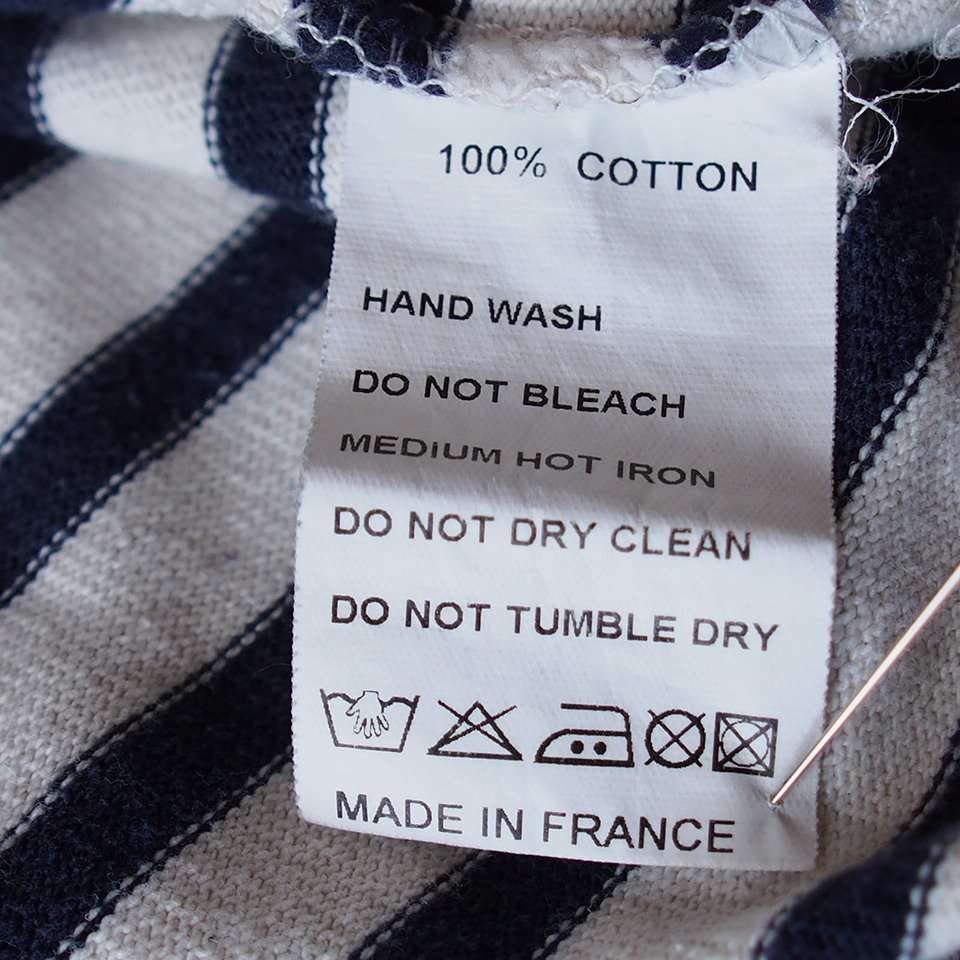 100% COTTON
HAND WASH
DO NOT BLEACH
MEDIUM HOT IRON
DO NOT DRY CLEAN
DO NOT TUMBLE DRY
MADE IN FRANCE